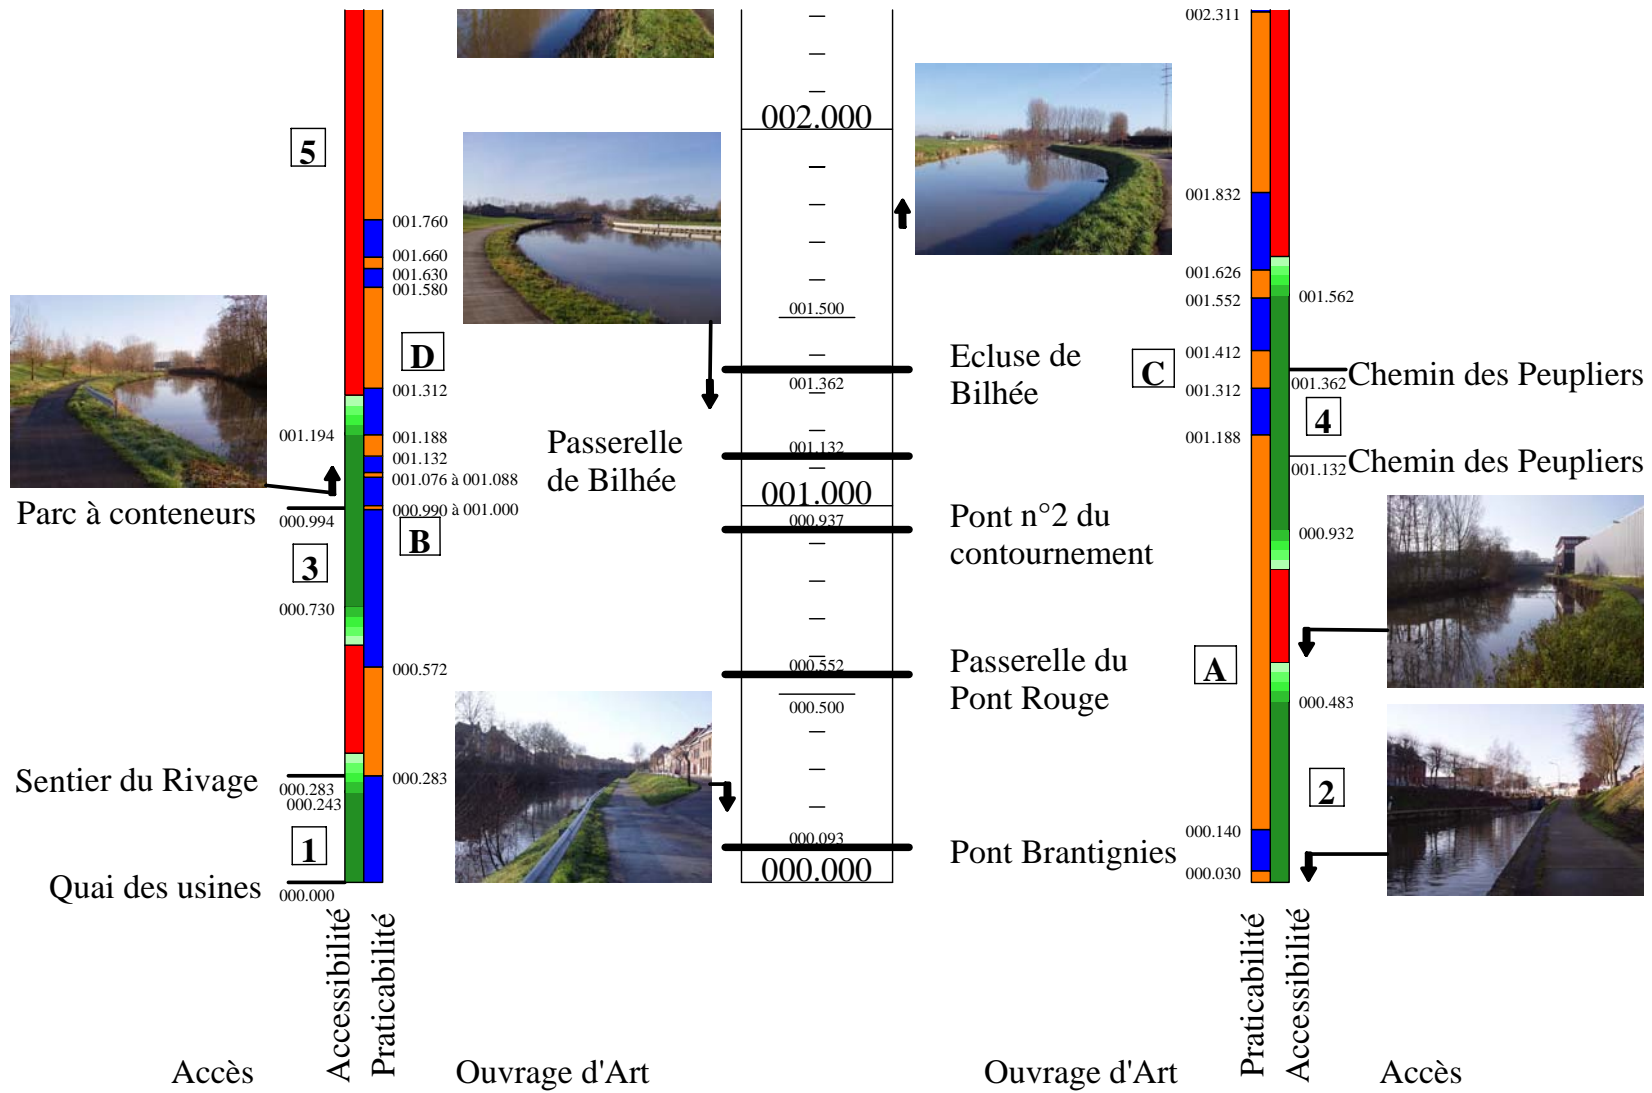 002.311
002.000
5
001.832
001.760
001.660
001.630
001.580
001.626
001.552
001.562
001.500
D
Ecluse de
Bilhée
C
001.412
001.362
001.362
Chemin des Peupliers
001.312
001.312
4
001.194
001.188
001.188
Passerelle
de Bilhée
001.132
001.132
001.132
Chemin des Peupliers
001.076 à 001.088
001.000
Parc à conteneurs
000.994
000.990 à 001.000
B
000.937
Pont n°2 du
contournement
000.932
3
000.730
000.572
000.552
Passerelle du
Pont Rouge
A
000.500
000.483
Sentier du Rivage
000.283
000.243
000.283
2
1
000.140
000.093
Pont Brantignies
000.030
000.000
Quai des usines
000.000
Accessibilité
Praticabilité
Praticabilité
Accessibilité
Accès
Ouvrage d'Art
Ouvrage d'Art
Accès